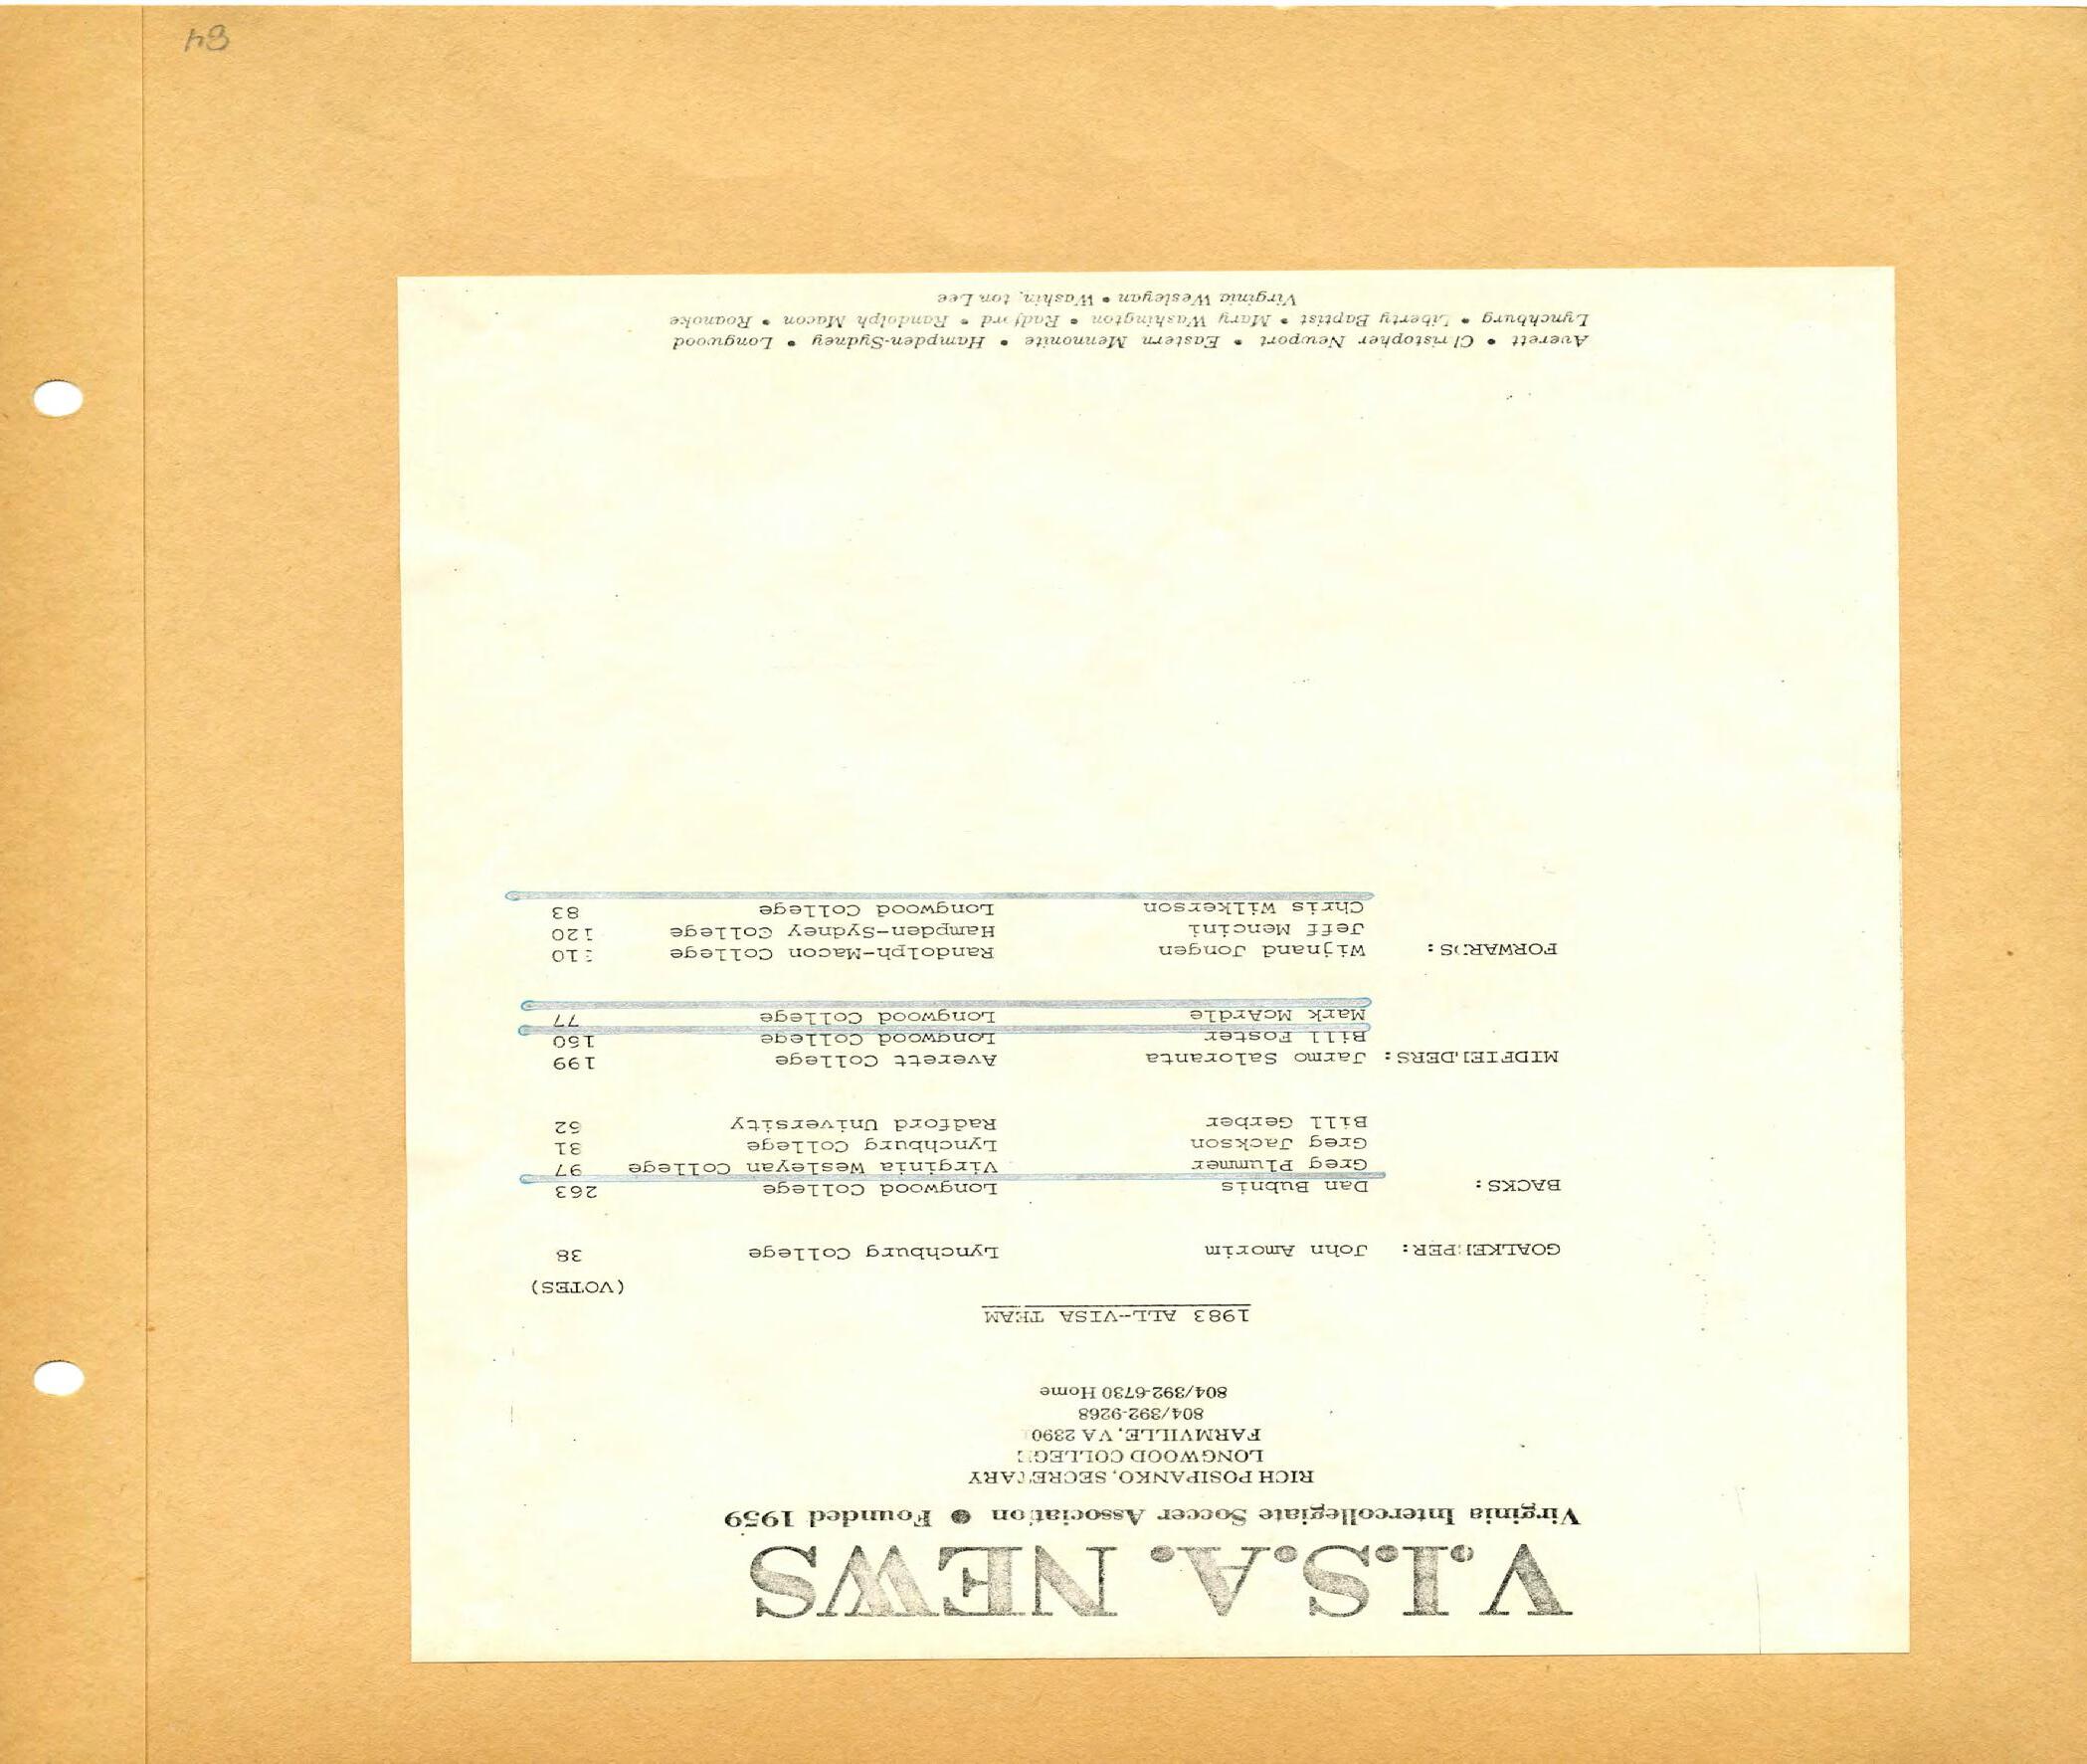 V.I.S.A. NEWS
Virginia Intercollegiate Soccer Association ● Founded 1959
RICH POSIPANKO, SECRETARY
LONGWOOD COLLEGE
FARMVILLE, VA 2390
804/392-9268
804/392-6730 Home
1983 ALL-VISA TEAM
(VOTES)
GOALKEEPER: John Amorim Lynchburg College 38
BACKS: Dan Bubnis Longwood College 263
Greg Plummer Virginia Wesleyan College 97
Greg Jackson Lynchburg College 31
Bill Gerber Radford University 52
MIDFIELDERS: Jarmo Saloranta Averett College 199
Bill Foster Longwood College 150
Mark McArdle Longwood College 77
FORWARDS: Wijnand Jongen Randolph-Macon College 110
Jeff Mencini Hampden-Sydney College 120
Chris Wilkerson Longwood College 83
Averett • Christopher Newport • Eastern Mennonite • Hampden-Sydney • Longwood
Lynchburg • Liberty Baptist • Mary Washington • Radford • Randolph Macon • Roanoke
Virginia Wesleyan • Washington Lee
84